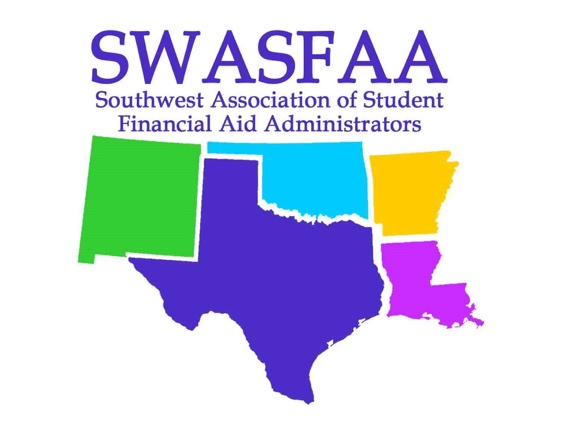 SWASFAA
Southwest Association of Student
Financial Aid Administrators